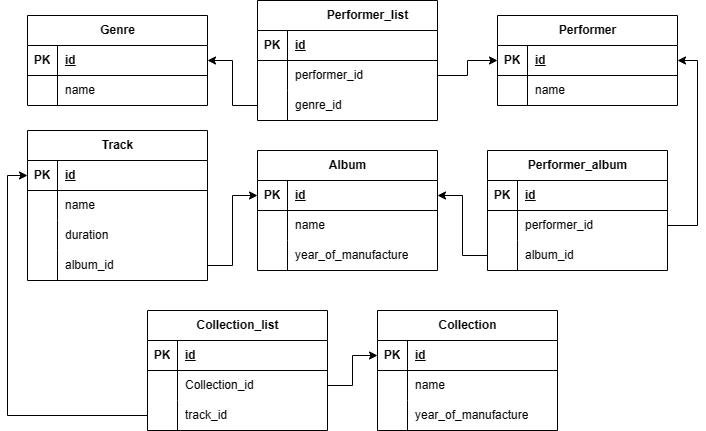 Genre
PK id
name
Performer_list
PK id
performer_id
genre_id
Performer
PK id
name
Track
PK id
name
duration
album_id
Album
PK id
name
year_of_manufacture
Performer_album
PK id
performer_id
album_id
Collection_list
PK id
Collection_id
track_id
Collection
PK id
name
year_of_manufacture